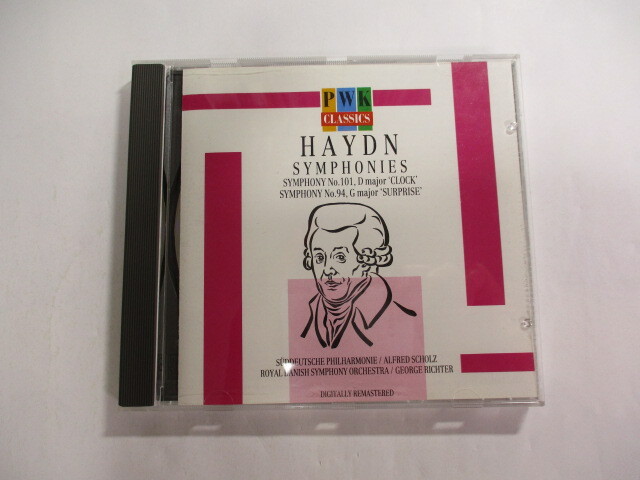 PWK
CLASSICS
HAYDN
SYMPHONIES
SYMPHONY No.101, D major 'CLOCK'
SYMPHONY No.94, G major 'SURPRISE'
SÜDDEUTSCHE PHILHARMONIE / ALFRED SCHOLZ
ROYAL DANISH SYMPHONY ORCHESTRA / GEORGE RICHTER
DIGITALLY REMASTERED